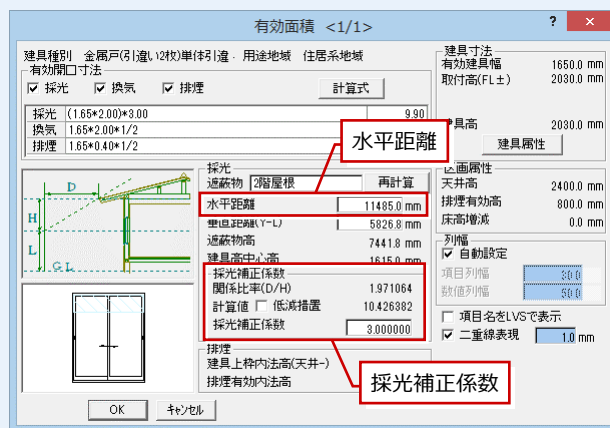 有効面積 <1/1>
? ×
建具種別 金属戸(引違い2枚)単体引違 . 用途地域 住居系地域
有効開口寸法
採光 換気 排煙 計算式
採光 (1.65*2.00)*3.00 9.90
換気 1.65*2.00*1/2
排煙 1.65*0.40*1/2
建具寸法
有効建具幅 1650.0 mm
取付高(FL±) 2030.0 mm
建具高 2030.0 mm
建具属性
水平距離
D
H
L
GL
採光
遮蔽物 2階屋根 再計算
水平距離 11485.0 mm
垂直距離(Y-L) 5826.8 mm
遮蔽物高 7441.8 mm
建具高中心高 1615.0 mm
採光補正係数
関係比率(D/H) 1.971064
計算値 低減措置 10.426382
採光補正係数 3.000000
排煙
建具上枠内法高(天井-)
排煙有効内法高
採光補正係数
区画属性
天井高 2400.0 mm
排煙有効高 800.0 mm
床高増減 0.0 mm
列幅
自動設定
項目列幅 30.0
数値列幅 50.0
項目名をLVSで表示
二重線表現 1.0 mm
OK キャンセル